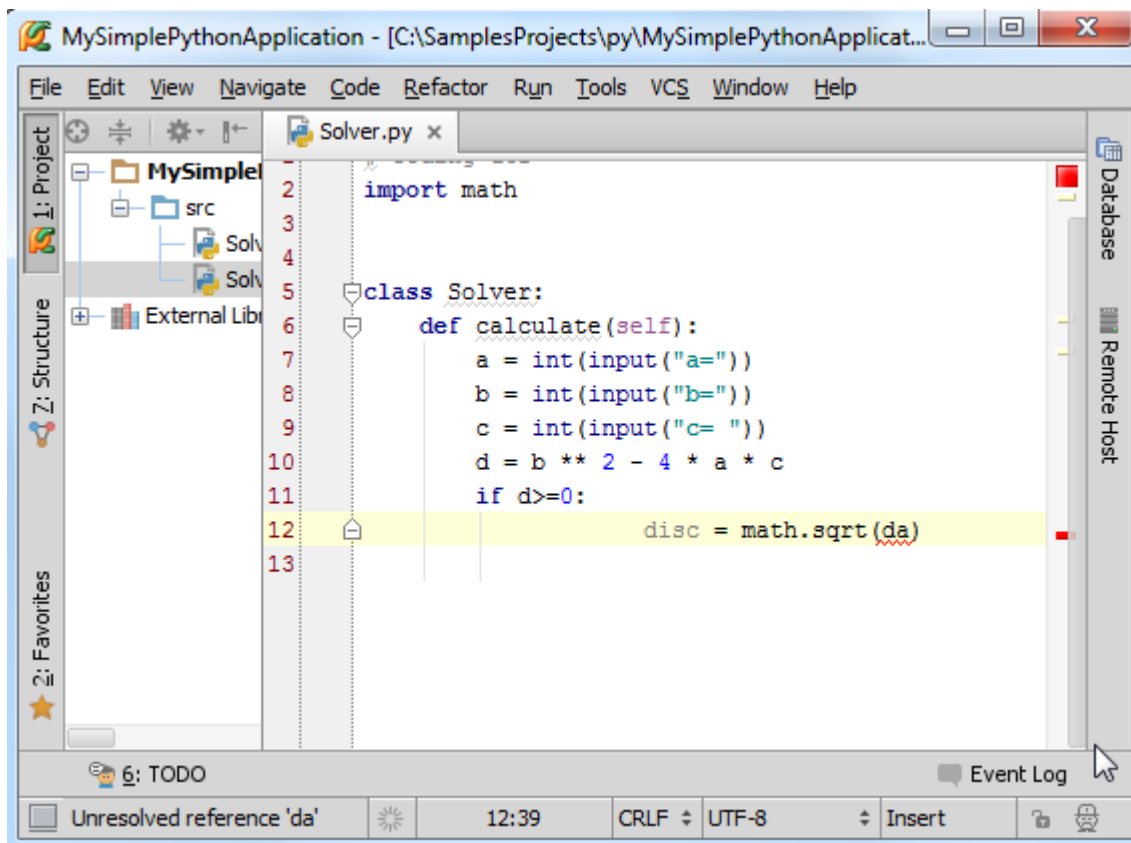 MySimplePythonApplication - [C:\SamplesProjects\py\MySimplePythonApplicat...
File Edit View Navigate Code Refactor Run Tools VCS Window Help
1: Project
7: Structure
2: Favorites
MySimple
src
Solv
Solv
External Libr
Solver.py
2 import math
3
4
5 class Solver:
6 def calculate(self):
7 a = int(input("a="))
8 b = int(input("b="))
9 c = int(input("c= "))
10 d = b ** 2 - 4 * a * c
11 if d>=0:
12 disc = math.sqrt(da)
13
Database
Remote Host
6: TODO
Event Log
Unresolved reference 'da' 12:39 CRLF UTF-8 Insert